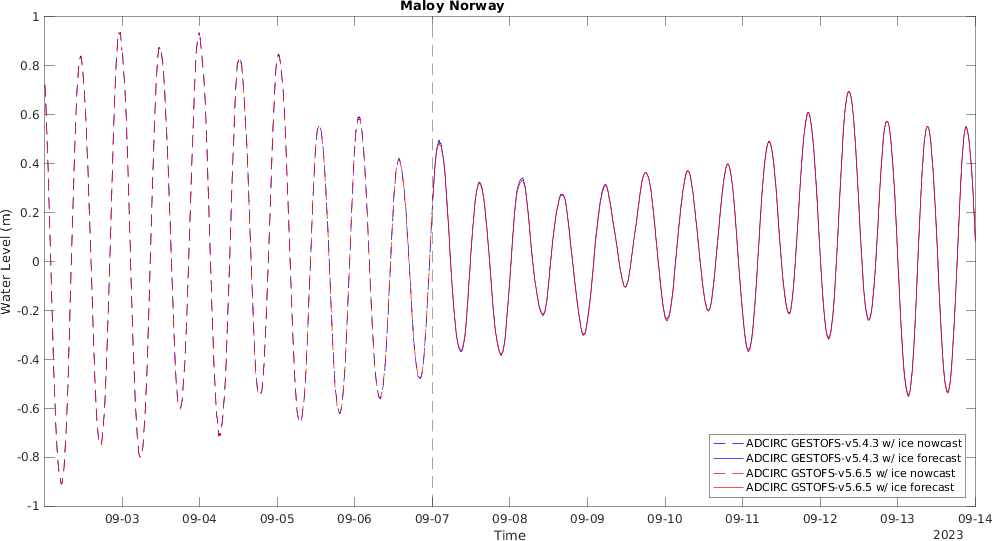 Maloy Norway
1
0.8
0.6
0.4
0.2
0
-0.2
-0.4
-0.6
-0.8
-1
Water Level (m)
ADCIRC GESTOFS-v5.4.3 w/ ice nowcast
ADCIRC GESTOFS-v5.4.3 w/ ice forecast
ADCIRC GSTOFS-v5.6.5 w/ ice nowcast
ADCIRC GSTOFS-v5.6.5 w/ ice forecast
09-03 09-04 09-05 09-06 09-07 09-08 09-09 09-10 09-11 09-12 09-13 09-14
Time
2023